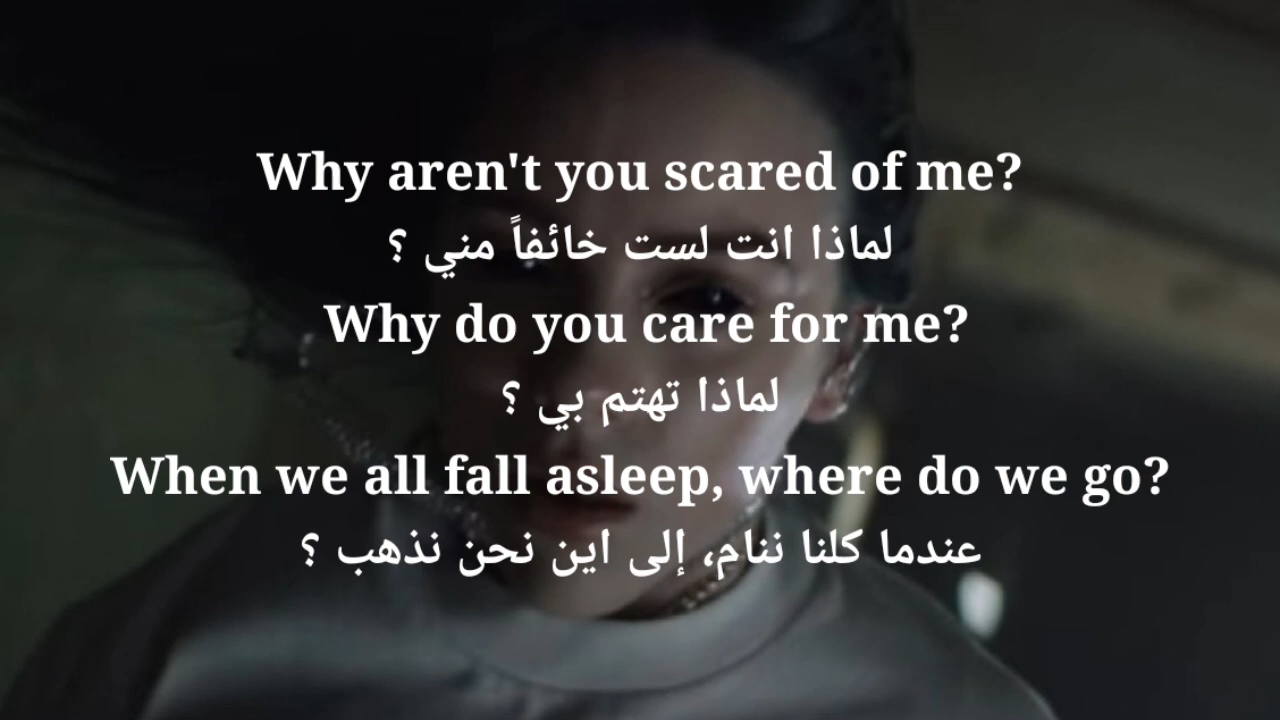 Why aren't you scared of me?
لماذا انت لست خائفاً مني ؟
Why do you care for me?
لماذا تهتم بي ؟
When we all fall asleep, where do we go?
عندما كلنا ننام، إلى اين نحن نذهب ؟